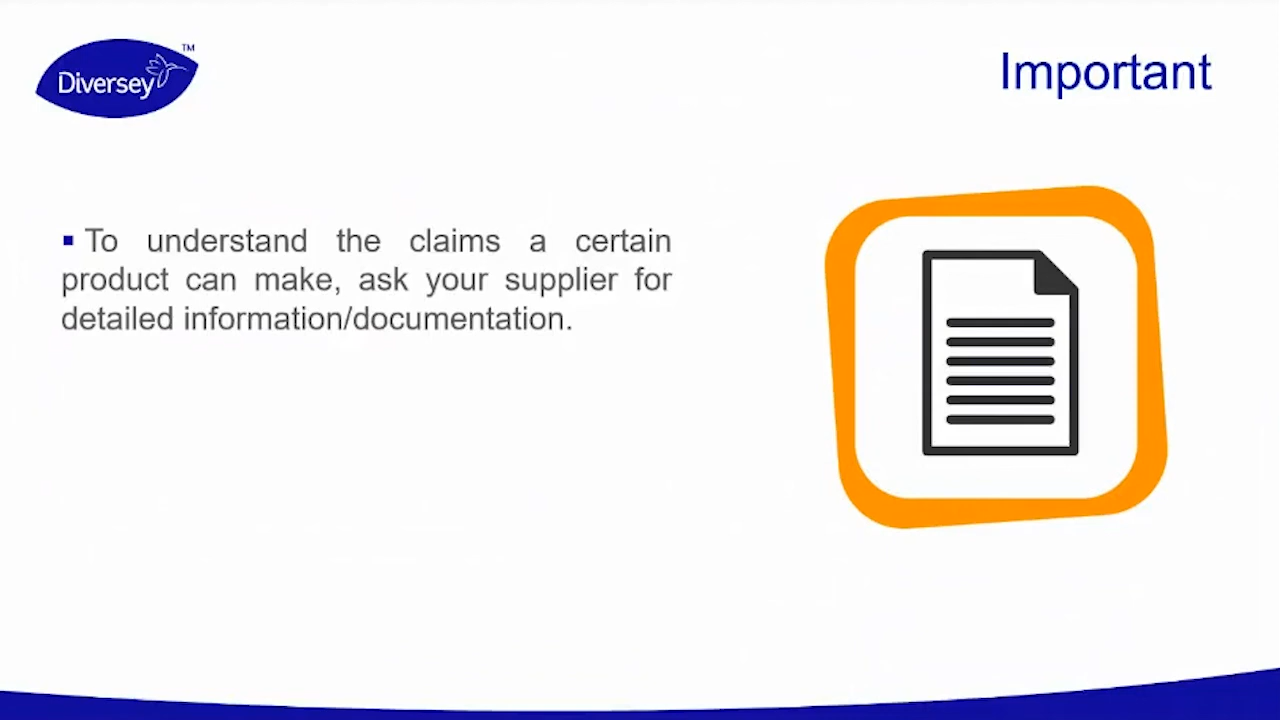 Diversey™
Important
▪ To understand the claims a certain
product can make, ask your supplier for
detailed information/documentation.